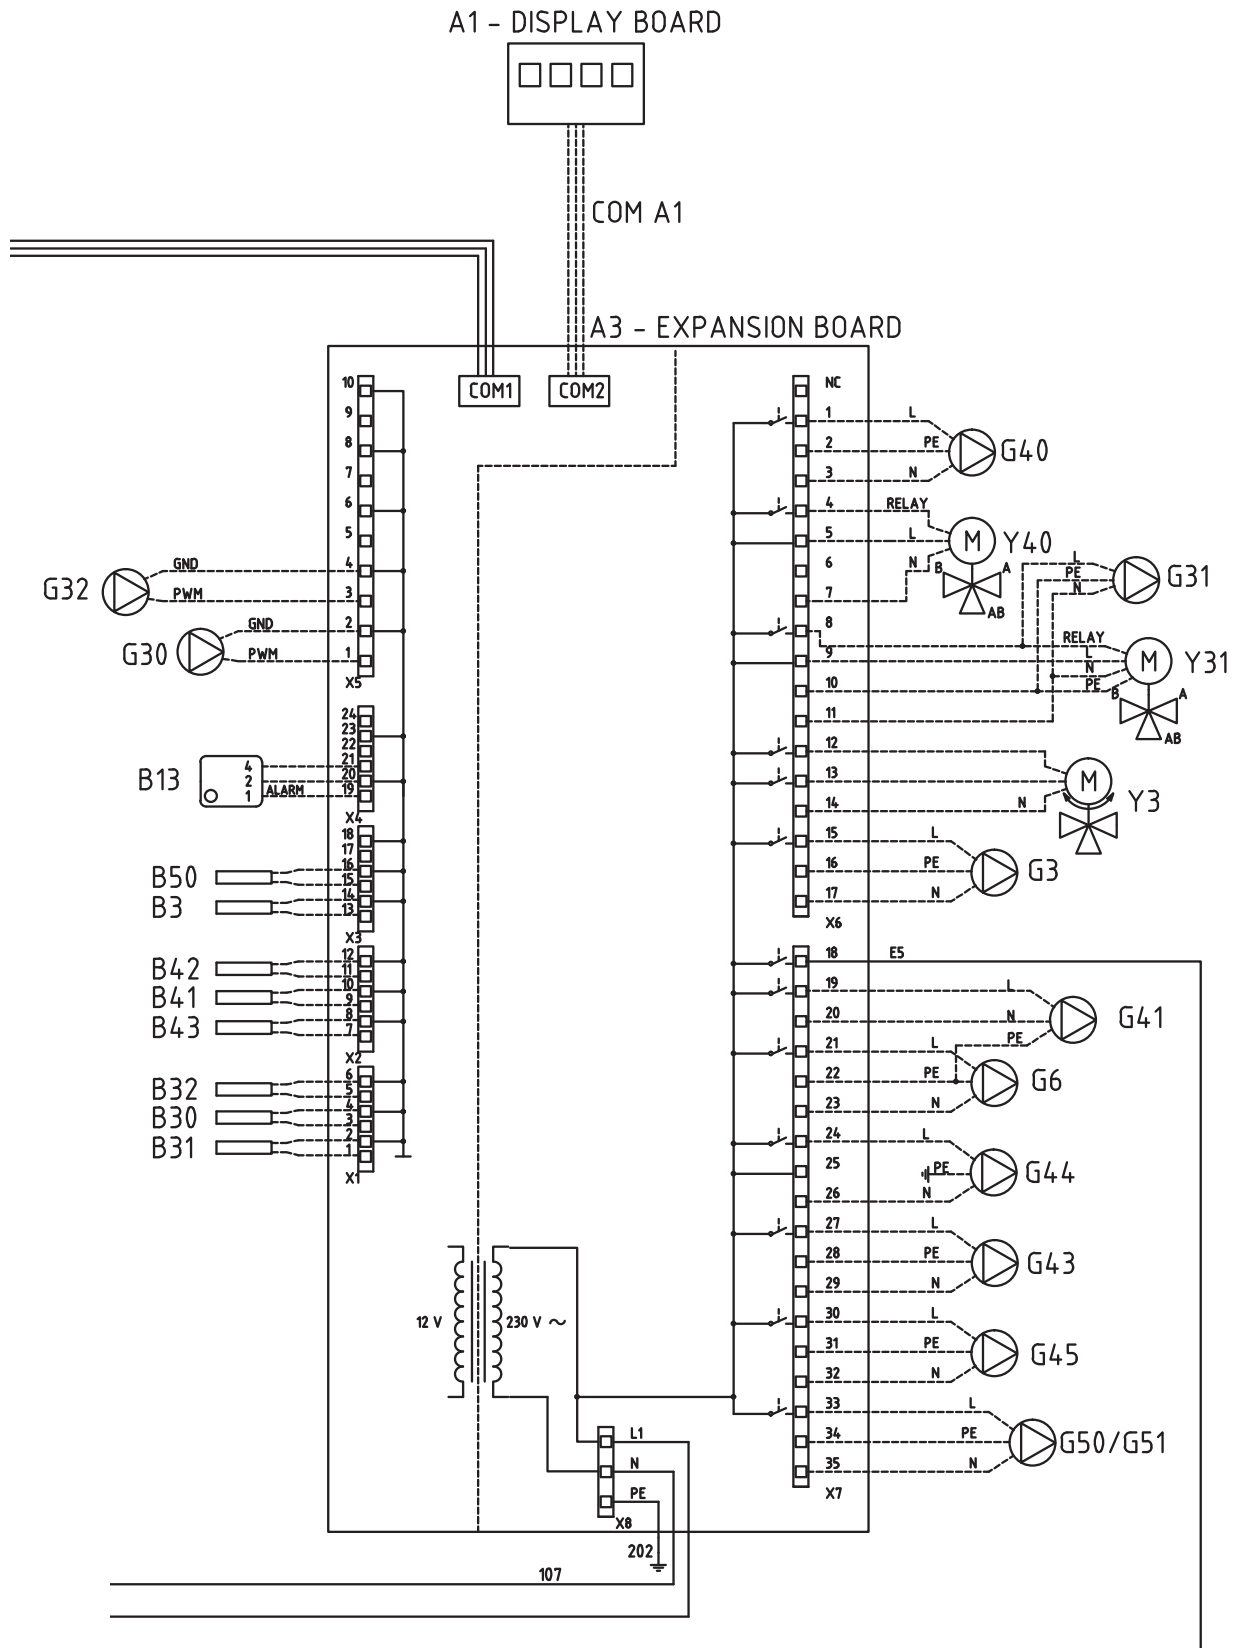 A1 - DISPLAY BOARD
COM A1
A3 - EXPANSION BOARD
COM1
COM2
10
9
8
7
6
5
4
3
2
1
X5
G32
GND
PWM
G30
GND
PWM
24
23
22
21
20
19
X4
B13
4
2
1
ALARM
18
17
16
15
14
13
X3
B50
B3
12
11
10
9
8
7
X2
B42
B41
B43
6
5
4
3
2
1
X1
B32
B30
B31
12 V
230 V ~
L1
N
PE
X8
202
107
NC
1 L
2 PE
3 N
G40
4 RELAY
5 L
6 N
7
M
Y40
B
A
AB
L
PE
N
G31
8
9
10
11
RELAY
L
N
PE
M
Y31
B
A
AB
12
13
14 N
M
Y3
15 L
16 PE
17 N
G3
X6
18 E5
19 L
20 N
PE
G41
21 L
22 PE
23 N
G6
24 L
25 PE
26 N
G44
27 L
28 PE
29 N
G43
30 L
31 PE
32 N
G45
33 L
34 PE
35 N
G50/G51
X7